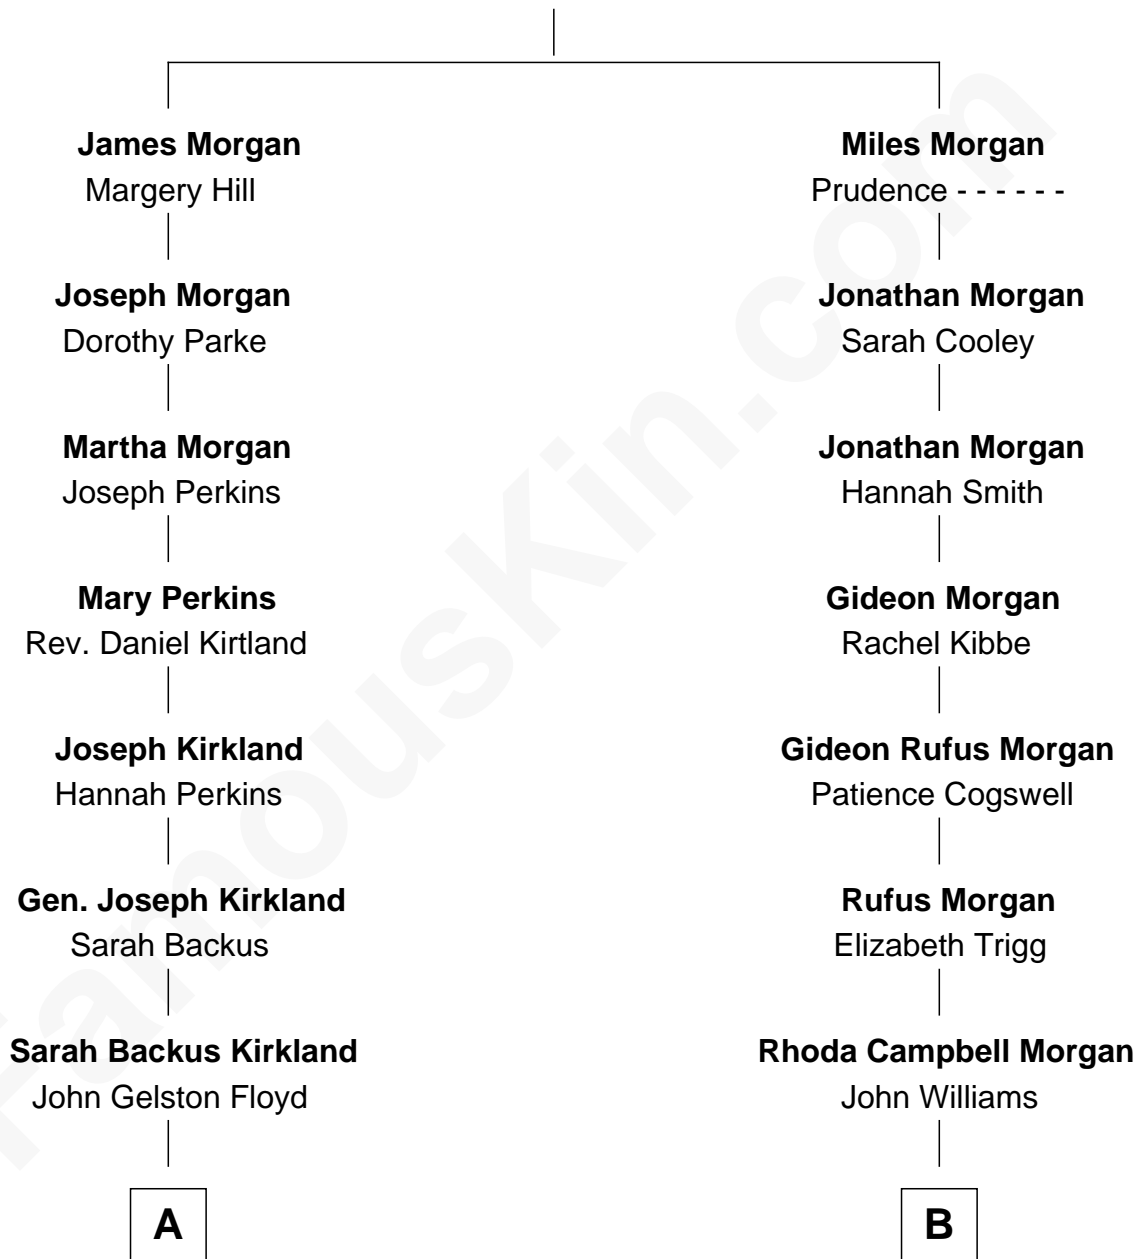 James Morgan
Margery Hill
Joseph Morgan
Dorothy Parke
Martha Morgan
Joseph Perkins
Mary Perkins
Rev. Daniel Kirtland
Joseph Kirkland
Hannah Perkins
Gen. Joseph Kirkland
Sarah Backus
Sarah Backus Kirkland
John Gelston Floyd
A
Miles Morgan
Prudence - - - - - -
Jonathan Morgan
Sarah Cooley
Jonathan Morgan
Hannah Smith
Gideon Morgan
Rachel Kibbe
Gideon Rufus Morgan
Patience Cogswell
Rufus Morgan
Elizabeth Trigg
Rhoda Campbell Morgan
John Williams
B
FamousKin.com